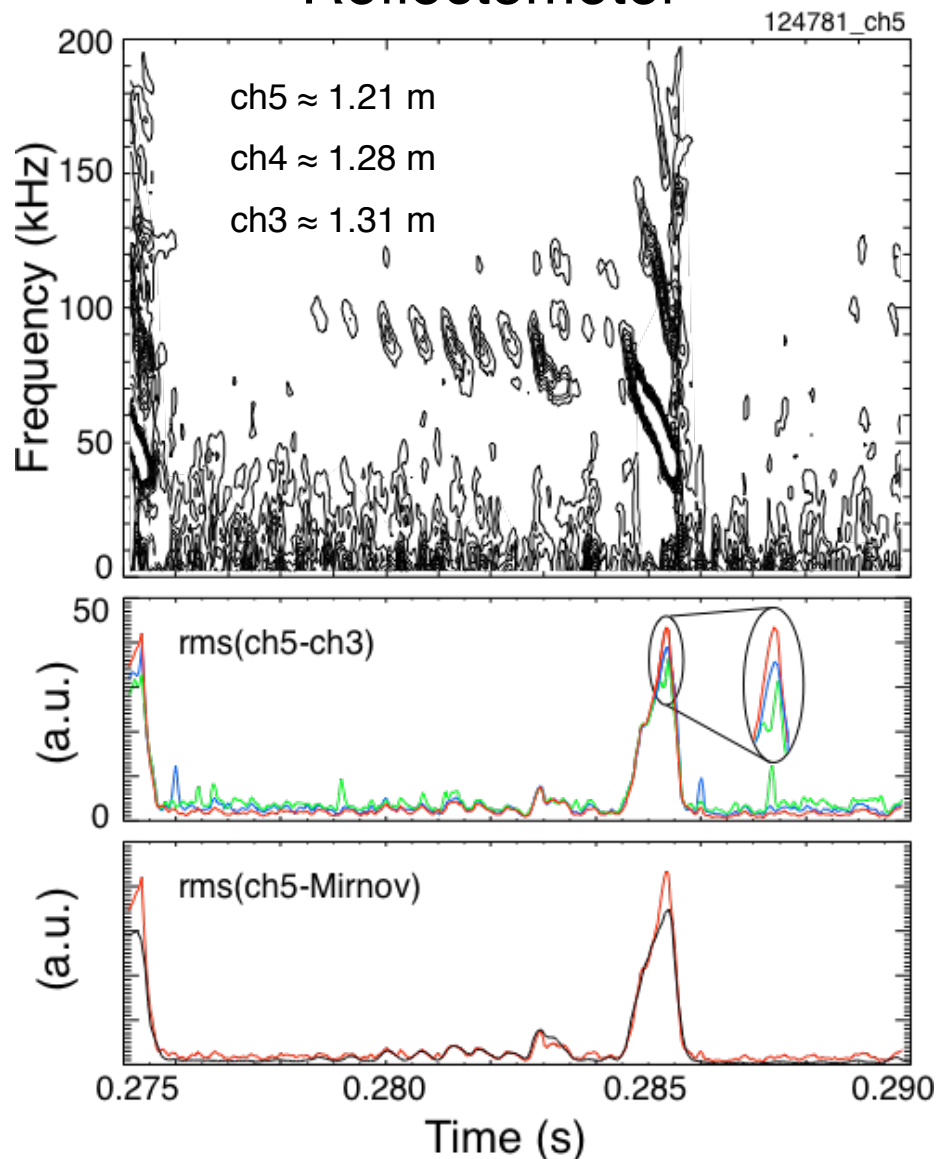 Reflectometer
124781_ch5
200
150
100
50
0
Frequency (kHz)
ch5 ≈ 1.21 m
ch4 ≈ 1.28 m
ch3 ≈ 1.31 m
50
0
(a.u.)
rms(ch5-ch3)
(a.u.)
rms(ch5-Mirnov)
0.275 0.280 0.285 0.290
Time (s)